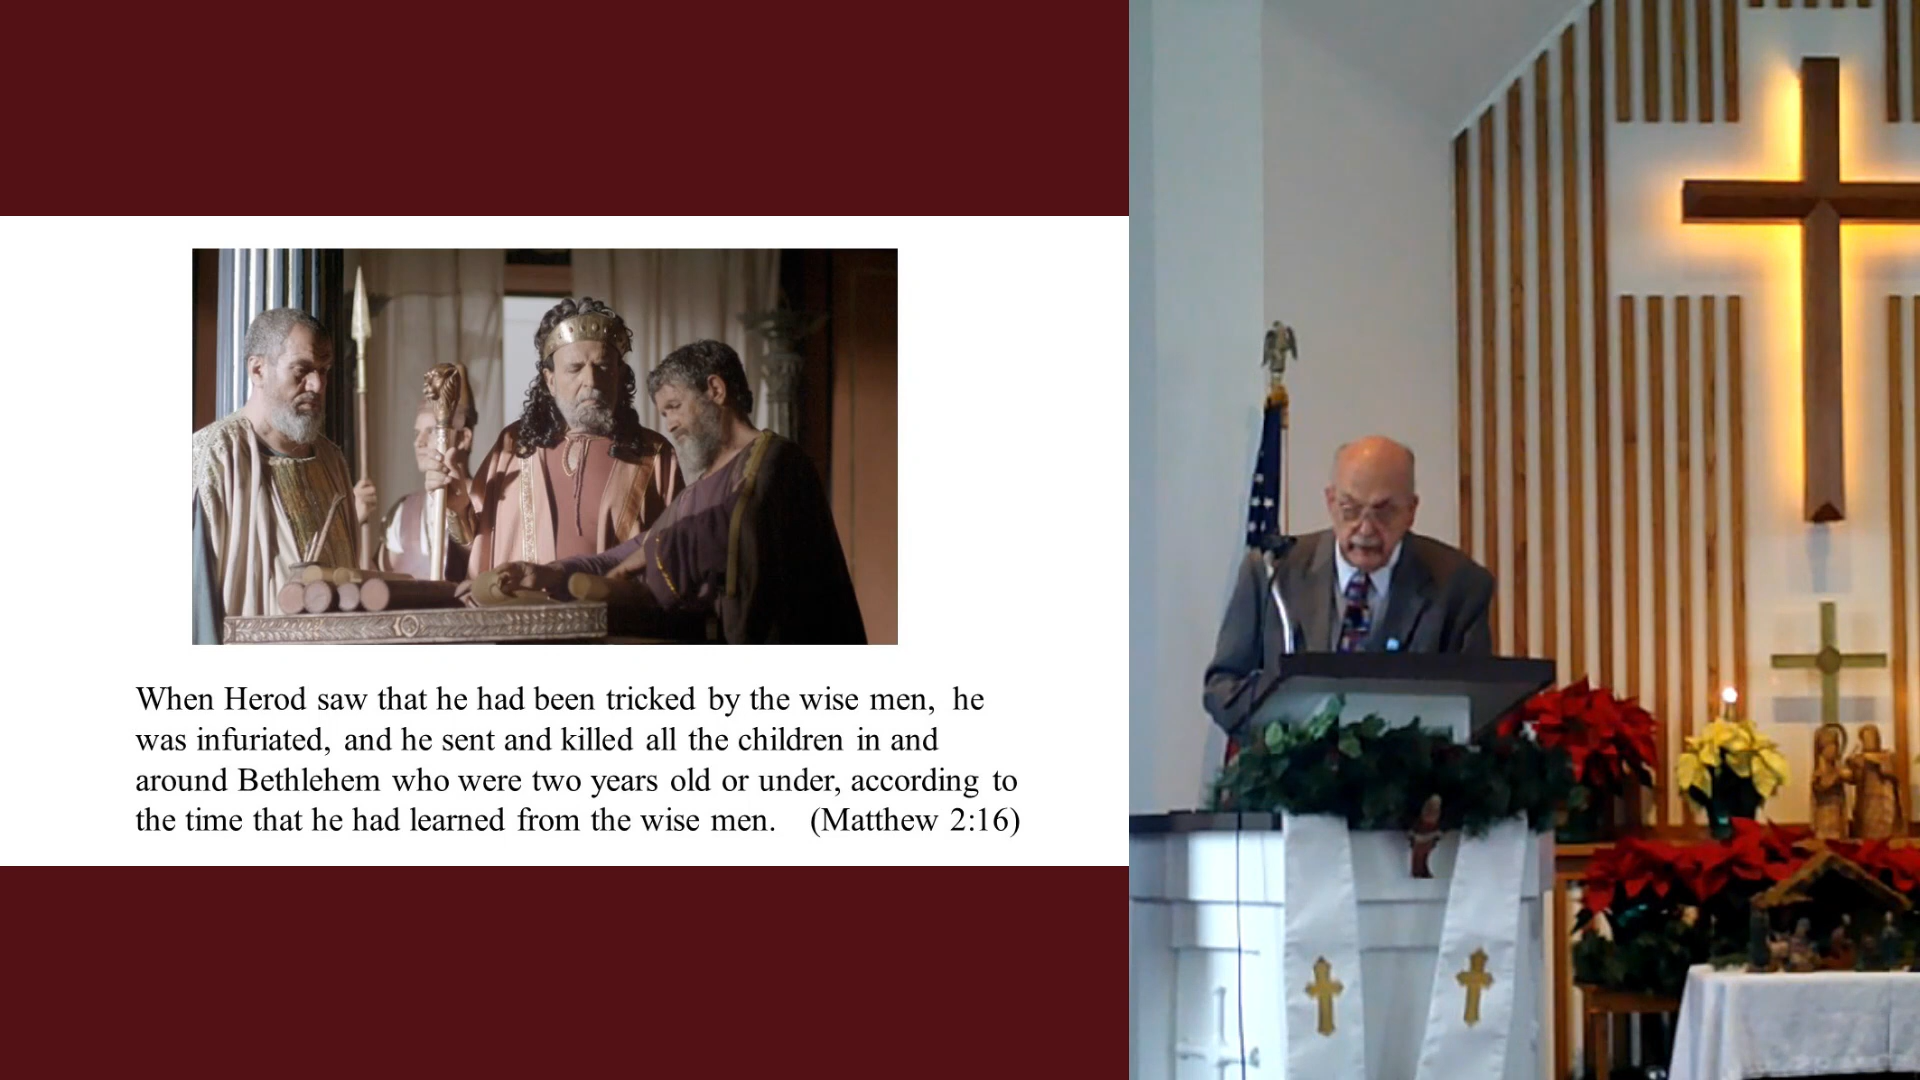 When Herod saw that he had been tricked by the wise men, he
was infuriated, and he sent and killed all the children in and
around Bethlehem who were two years old or under, according to
the time that he had learned from the wise men. (Matthew 2:16)